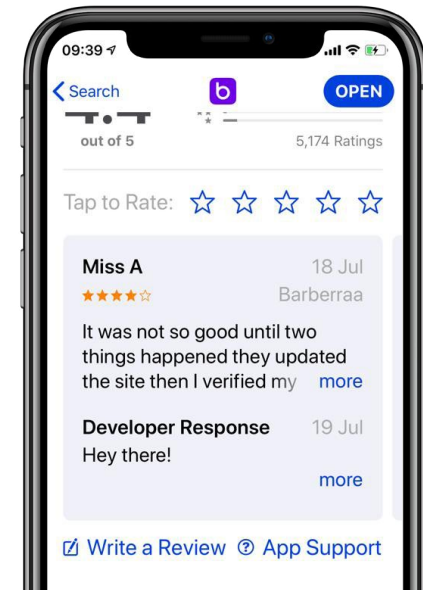 09:39
Search
b
OPEN
out of 5
5,174 Ratings
Tap to Rate:
Miss A
18 Jul
Barberraa
It was not so good until two
things happened they updated
the site then I verified my more
Developer Response
19 Jul
Hey there!
more
Write a Review
App Support